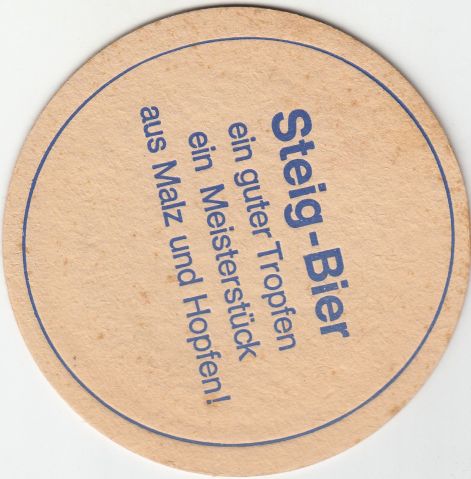 Steig-Bier
ein guter Tropfen
ein Meisterstück
aus Malz und Hopfen!